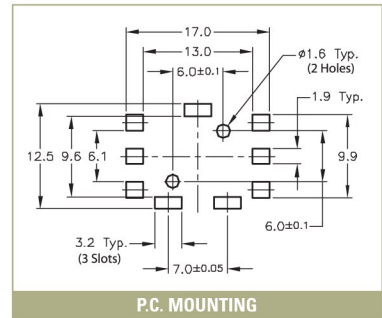 17.0
13.0
6.0±0.1
ø1.6 Typ.
(2 Holes)
1.9 Typ.
12.5
9.6
6.1
9.9
6.0±0.1
3.2 Typ.
(3 Slots)
7.0±0.05
P.C. MOUNTING